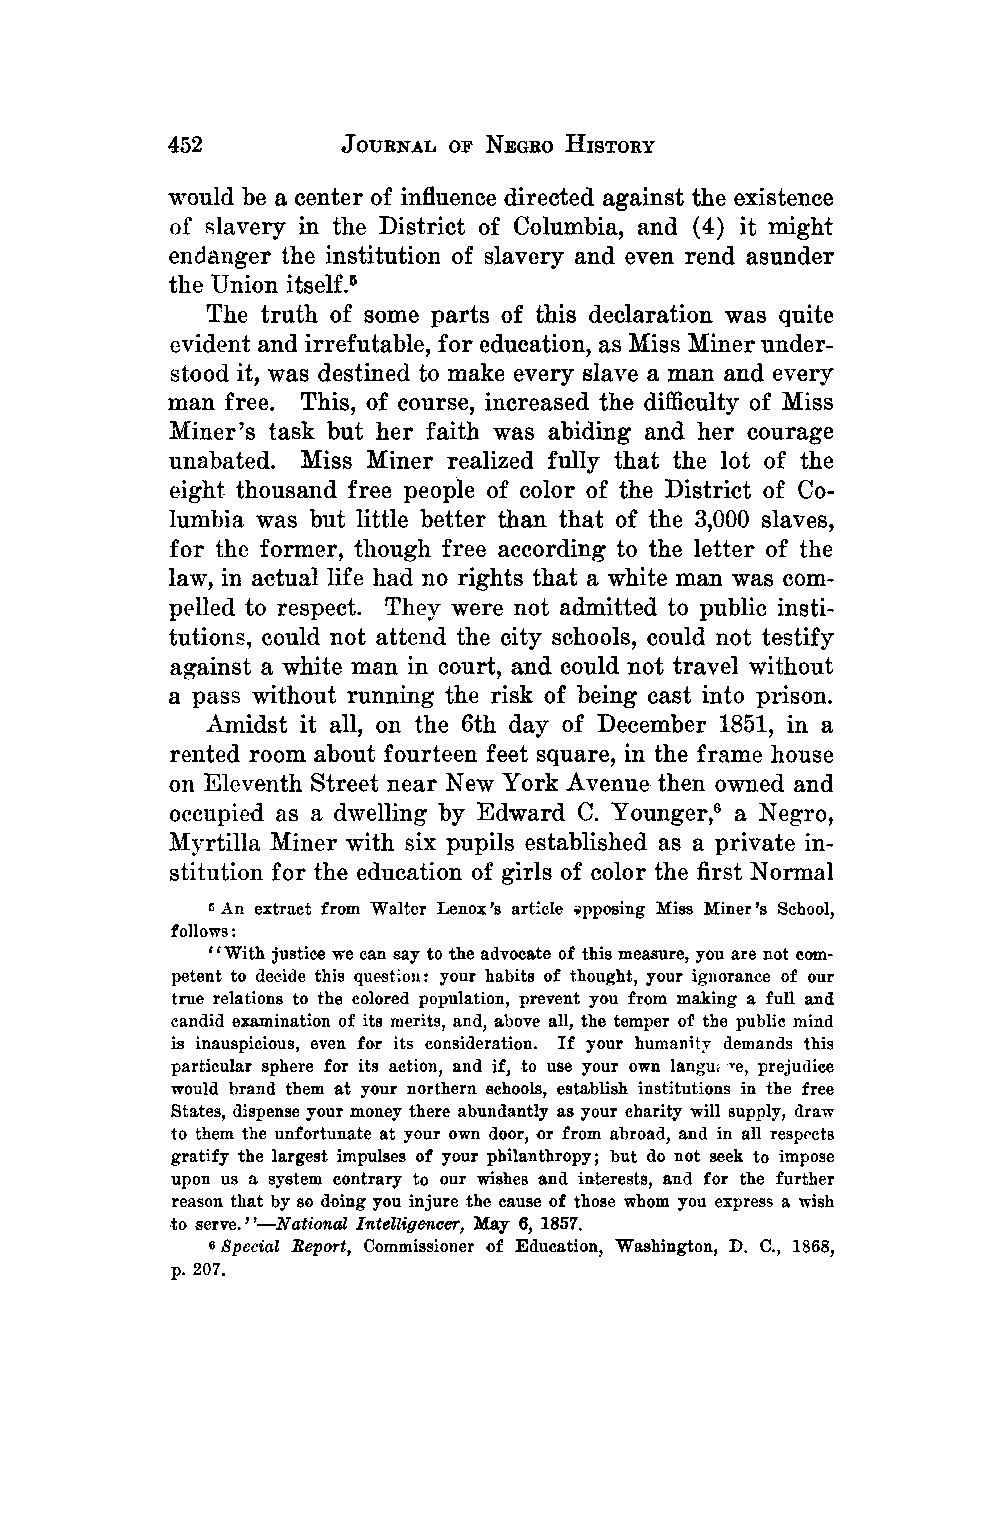 452 JOURNAL OF NEGRO HISTORY
would be a center of influence directed against the existence
of slavery in the District of Columbia, and (4) it might
endanger the institution of slavery and even rend asunder
the Union itself.⁵
The truth of some parts of this declaration was quite
evident and irrefutable, for education, as Miss Miner under-
stood it, was destined to make every slave a man and every
man free. This, of course, increased the difficulty of Miss
Miner's task but her faith was abiding and her courage
unabated. Miss Miner realized fully that the lot of the
eight thousand free people of color of the District of Co-
lumbia was but little better than that of the 3,000 slaves,
for the former, though free according to the letter of the
law, in actual life had no rights that a white man was com-
pelled to respect. They were not admitted to public insti-
tutions, could not attend the city schools, could not testify
against a white man in court, and could not travel without
a pass without running the risk of being cast into prison.
Amidst it all, on the 6th day of December 1851, in a
rented room about fourteen feet square, in the frame house
on Eleventh Street near New York Avenue then owned and
occupied as a dwelling by Edward C. Younger,⁶ a Negro,
Myrtilla Miner with six pupils established as a private in-
stitution for the education of girls of color the first Normal
⁵ An extract from Walter Lenox's article opposing Miss Miner's School,
follows:
''With justice we can say to the advocate of this measure, you are not com-
petent to decide this question: your habits of thought, your ignorance of our
true relations to the colored population, prevent you from making a full and
candid examination of its merits, and, above all, the temper of the public mind
is inauspicious, even for its consideration. If your humanity demands this
particular sphere for its action, and if, to use your own prejudice
would brand them at your northern schools, establish institutions in the free
States, dispense your money there abundantly as your charity will supply, draw
to them the unfortunate at your own door, or from abroad, and in all respects
gratify the largest impulses of your philanthropy; but do not seek to impose
upon us a system contrary to our wishes and interests, and for the further
reason that by so doing you injure the cause of those whom you express a wish
to serve.''—National Intelligencer, May 6, 1857.
⁶ Special Report, Commissioner of Education, Washington, D. C., 1868,
p. 207.